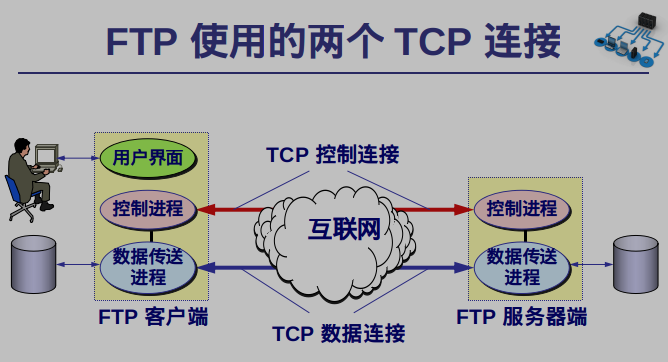 FTP 使用的两个 TCP 连接
TCP 控制连接
用户界面
控制进程
互联网
控制进程
数据传送
进程
数据传送
进程
FTP 客户端
TCP 数据连接
FTP 服务器端